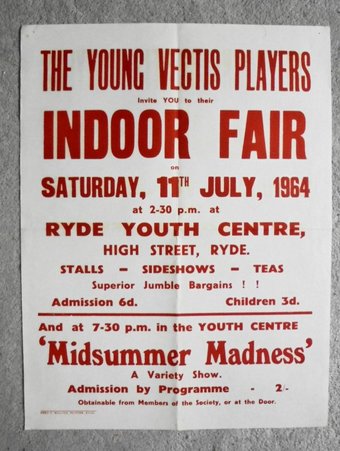 THE YOUNG VECTIS PLAYERS
Invite YOU to their
INDOOR FAIR
on
SATURDAY, 11TH JULY, 1964
at 2-30 p.m. at
RYDE YOUTH CENTRE,
HIGH STREET, RYDE.
STALLS - SIDESHOWS - TEAS
Superior Jumble Bargains ! !
Admission 6d. Children 3d.
And at 7-30 p.m. in the YOUTH CENTRE
'Midsummer Madness'
A Variety Show.
Admission by Programme - 2/-
Obtainable from Members of the Society, or at the Door.